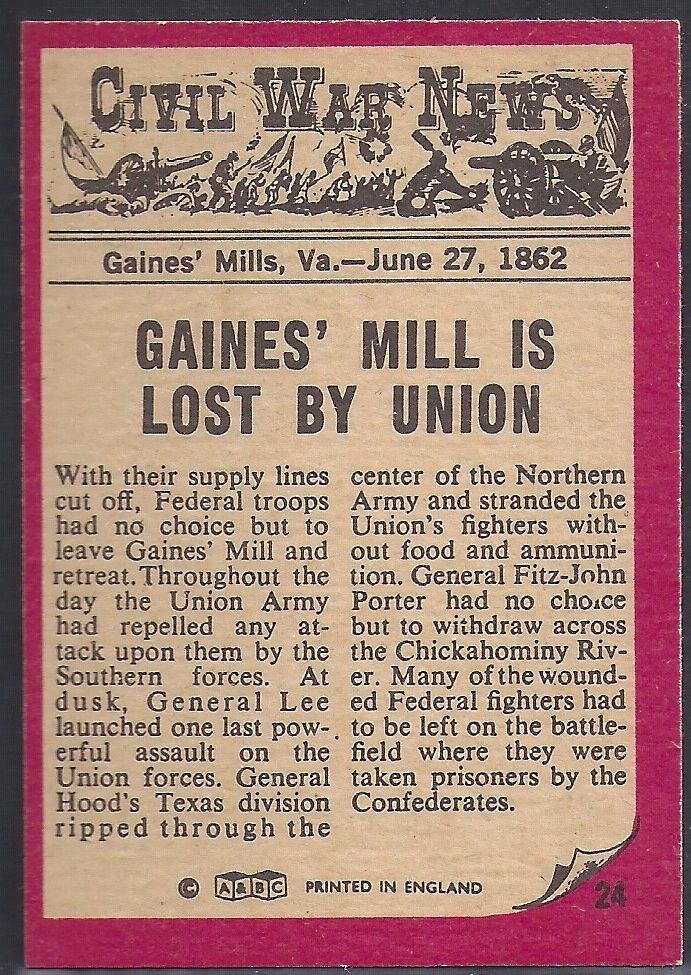 CIVIL WAR NEWS
Gaines' Mills, Va.—June 27, 1862
GAINES' MILL IS
LOST BY UNION
With their supply lines
cut off, Federal troops
had no choice but to
leave Gaines' Mill and
retreat. Throughout the
day the Union Army
had repelled any at-
tack upon them by the
Southern forces. At
dusk, General Lee
launched one last pow-
erful assault on the
Union forces. General
Hood's Texas division
ripped through the
center of the Northern
Army and stranded the
Union's fighters with-
out food and ammuni-
tion. General Fitz-John
Porter had no choice
but to withdraw across
the Chickahominy Riv-
er. Many of the wound-
ed Federal fighters had
to be left on the battle-
field where they were
taken prisoners by the
Confederates.
© A&BC PRINTED IN ENGLAND
24